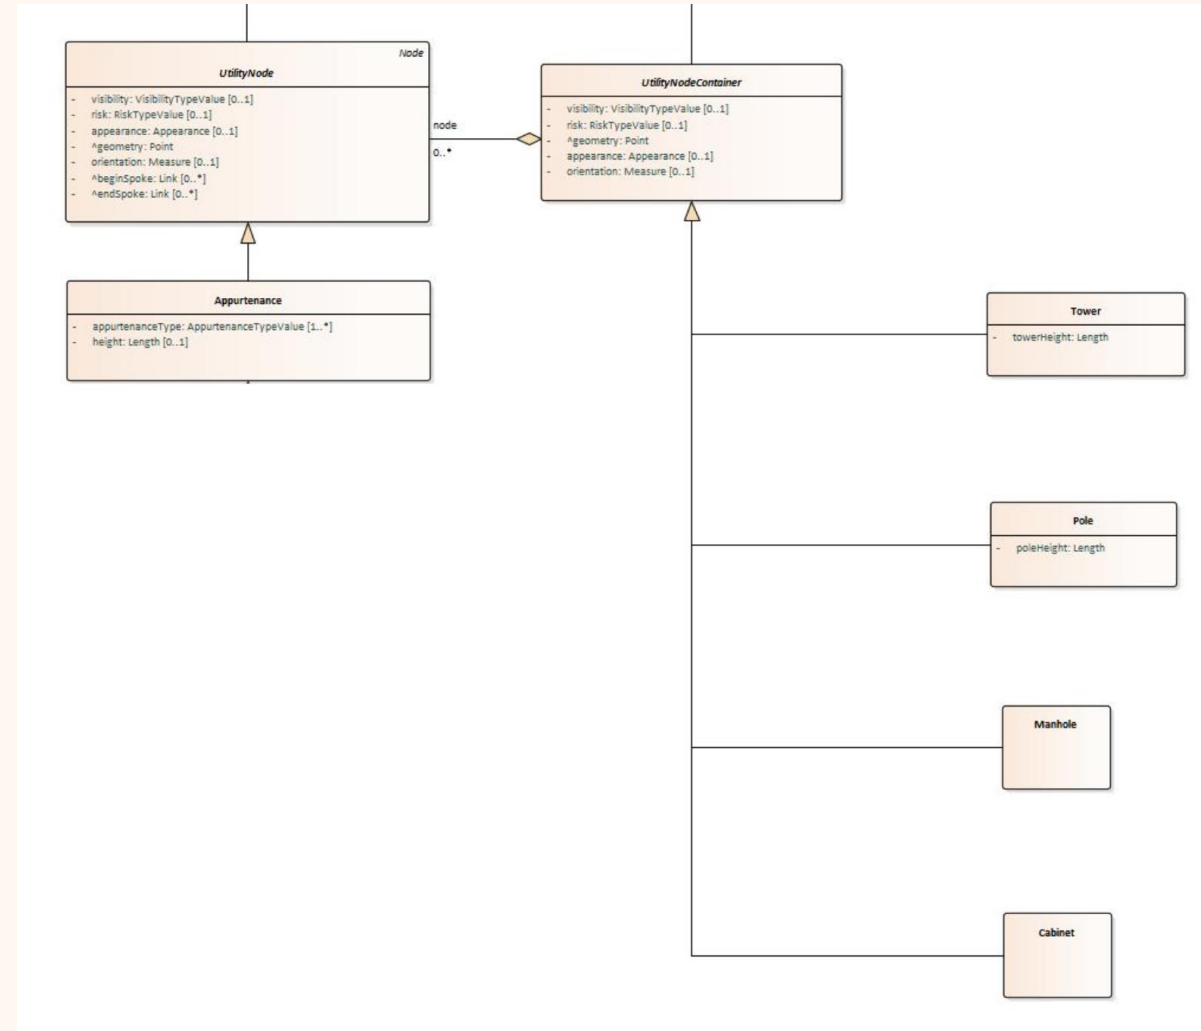 Node
UtilityNode
- visibility: VisibilityTypeValue [0..1]
- risk: RiskTypeValue [0..1]
- appearance: Appearance [0..1]
- ^geometry: Point
- orientation: Measure [0..1]
- ^beginSpoke: Link [0..*]
- ^endSpoke: Link [0..*]
node
0..*
UtilityNodeContainer
- visibility: VisibilityTypeValue [0..1]
- risk: RiskTypeValue [0..1]
- ^geometry: Point
- appearance: Appearance [0..1]
- orientation: Measure [0..1]
Appurtenance
- appurtenanceType: AppurtenanceTypeValue [1..*]
- height: Length [0..1]
Tower
- towerHeight: Length
Pole
- poleHeight: Length
Manhole
Cabinet